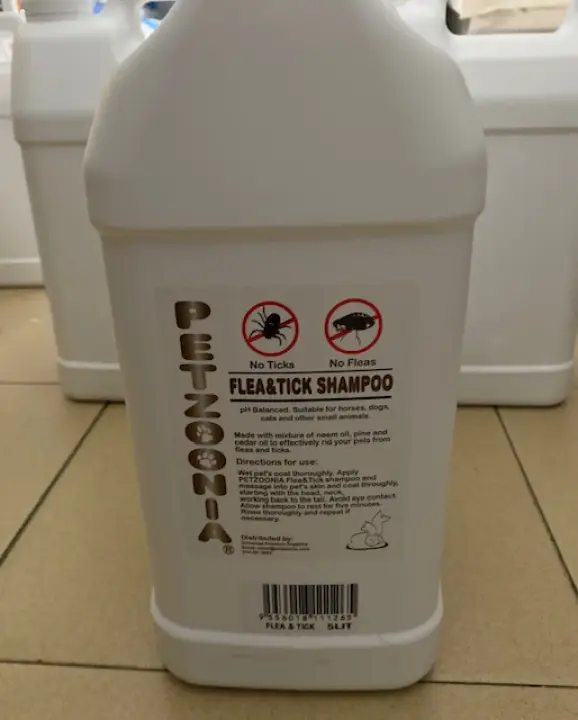 PETZOONIA®
No Ticks
No Fleas
FLEA&TICK SHAMPOO
pH Balanced. Suitable for horses, dogs,
cats and other small animals.
Made with mixture of neem oil, pine and
cedar oil to effectively rid your pets from
fleas and ticks.
Directions for use:
Wet pet's coat thoroughly. Apply
PETZOONIA Flea&Tick shampoo and
massage into pet's skin and coat throughly,
starting with the head, neck,
working back to the tail. Avoid eye contact.
Allow shampoo to rest for five minutes.
Rinse thoroughly and repeat if
necessary.
Distributed by:
9 556018 111265
FLEA & TICK 5LIT